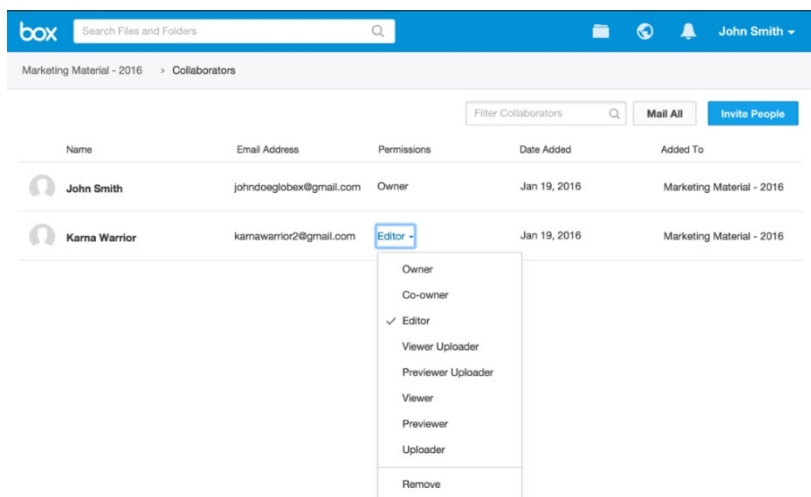 box Search Files and Folders John Smith
Marketing Material - 2016 > Collaborators
Filter Collaborators Mail All Invite People
Name Email Address Permissions Date Added Added To
John Smith johndoeglobex@gmail.com Owner Jan 19, 2016 Marketing Material - 2016
Karna Warrior karnawarrior2@gmail.com Editor Jan 19, 2016 Marketing Material - 2016
Owner
Co-owner
Editor
Viewer Uploader
Previewer Uploader
Viewer
Previewer
Uploader
Remove